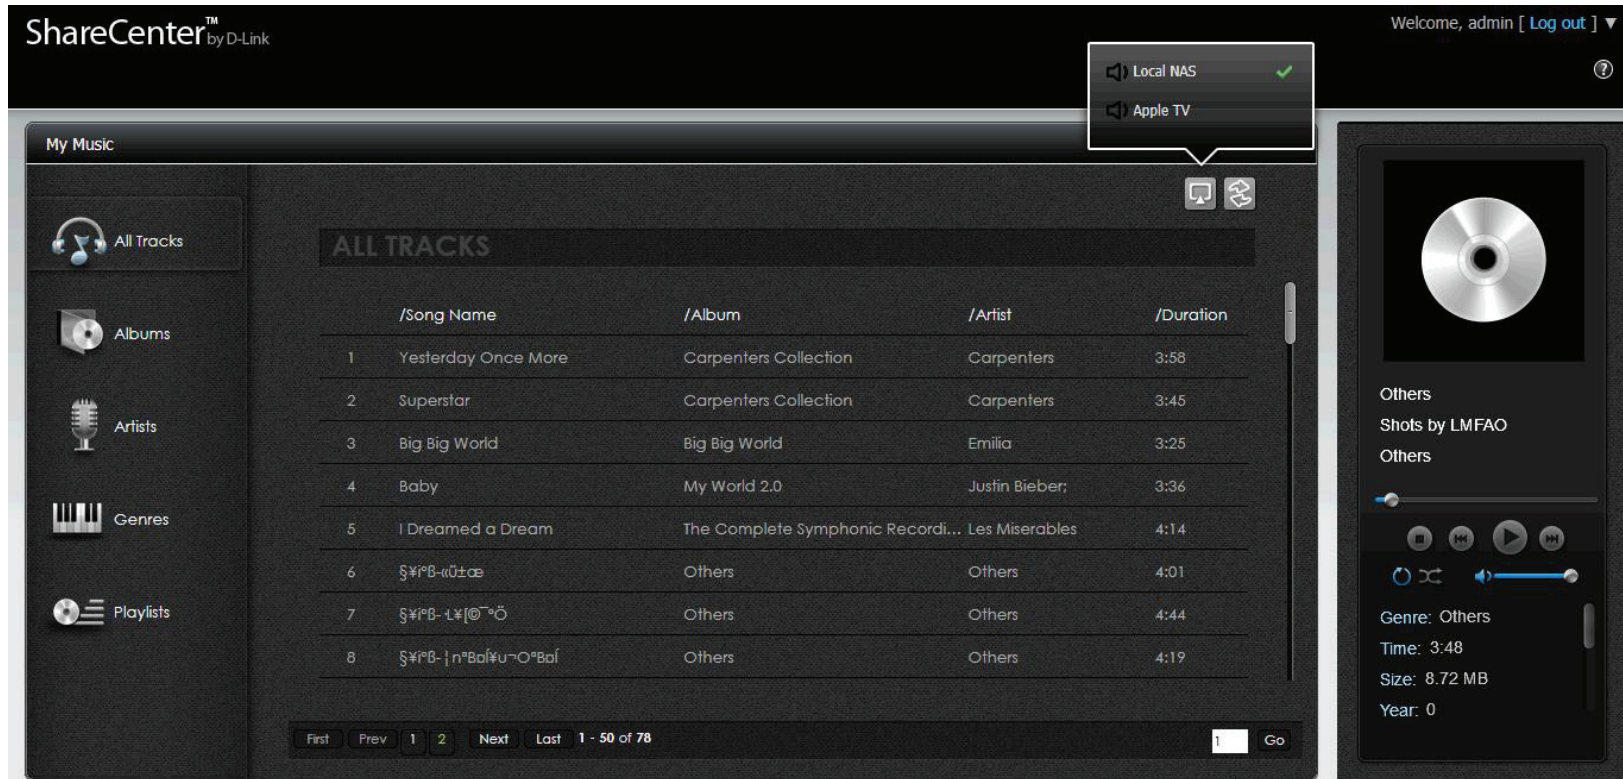 ShareCenter™ by D-Link
Welcome, admin [ Log out ] ▼
Local NAS
Apple TV
My Music
All Tracks
Albums
Artists
Genres
Playlists
ALL TRACKS
/Song Name /Album /Artist /Duration
1 Yesterday Once More Carpenters Collection Carpenters 3:58
2 Superstar Carpenters Collection Carpenters 3:45
3 Big Big World Big Big World Emilia 3:25
4 Baby My World 2.0 Justin Bieber; 3:36
5 I Dreamed a Dream The Complete Symphonic Recordi... Les Miserables 4:14
6 §¥iºß-«û±œ Others Others 4:01
7 Others Others 4:44
8 Others Others 4:19
First Prev 1 2 Next Last 1 - 50 of 78
1 Go
Others
Shots by LMFAO
Others
Genre: Others
Time: 3:48
Size: 8.72 MB
Year: 0